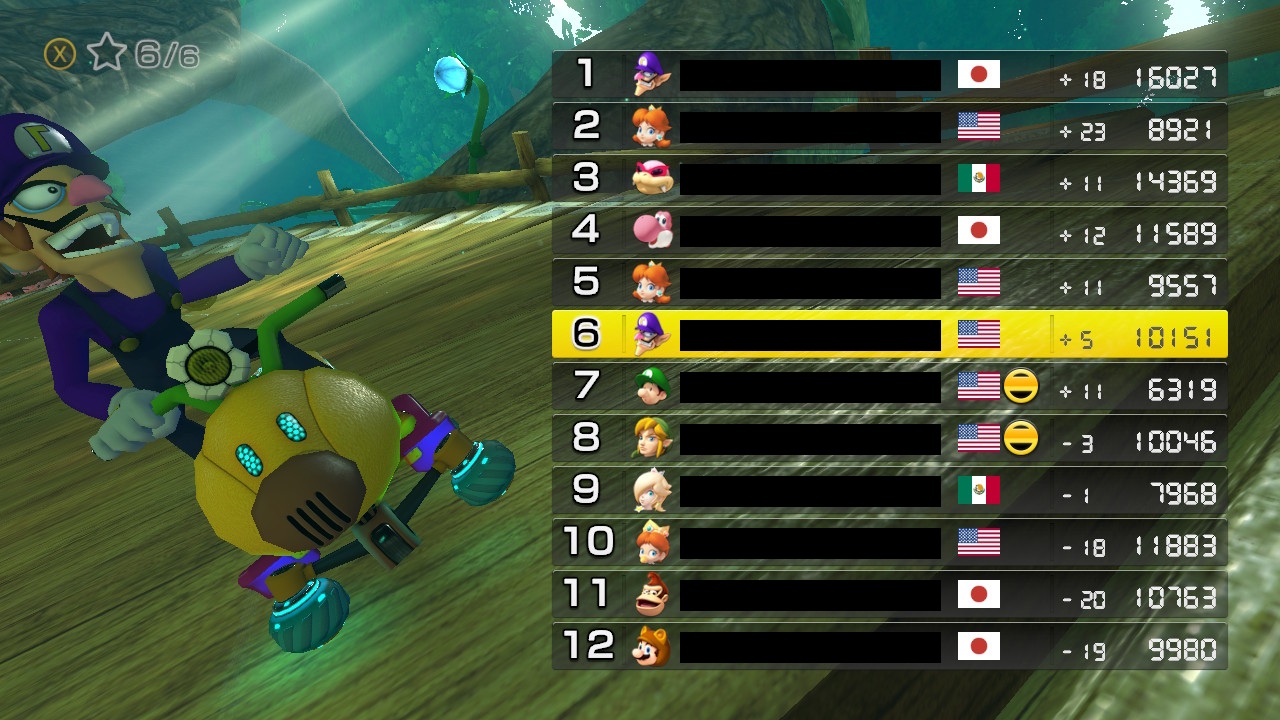 X 6/6
1 + 18 16027
2 + 23 8921
3 + 11 14369
4 + 12 11589
5 + 11 9557
6 + 5 10151
7 + 11 6319
8 - 3 10046
9 - 1 7968
10 - 18 11883
11 - 20 10763
12 - 19 9980